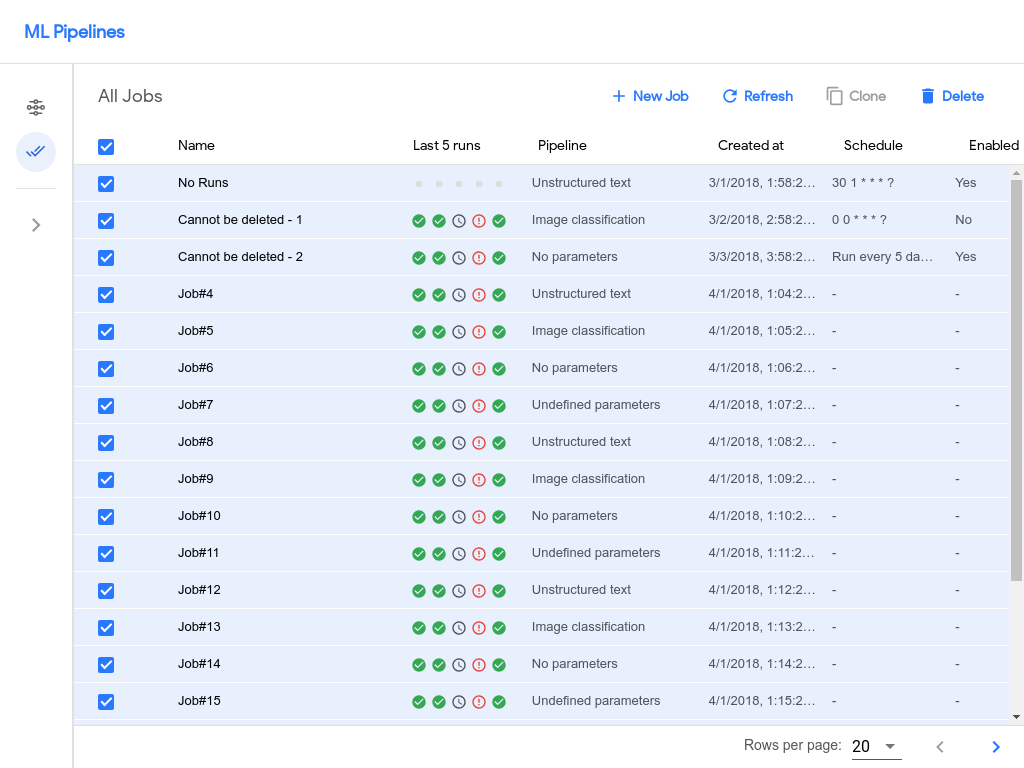 ML Pipelines
All Jobs
New Job Refresh Clone Delete
Name Last 5 runs Pipeline Created at Schedule Enabled
No Runs Unstructured text 3/1/2018, 1:58:2... 30 1 * * * ? Yes
Cannot be deleted - 1 Image classification 3/2/2018, 2:58:2... 0 0 * * * ? No
Cannot be deleted - 2 No parameters 3/3/2018, 3:58:2... Run every 5 da... Yes
Job#4 Unstructured text 4/1/2018, 1:04:2... - -
Job#5 Image classification 4/1/2018, 1:05:2... - -
Job#6 No parameters 4/1/2018, 1:06:2... - -
Job#7 Undefined parameters 4/1/2018, 1:07:2... - -
Job#8 Unstructured text 4/1/2018, 1:08:2... - -
Job#9 Image classification 4/1/2018, 1:09:2... - -
Job#10 No parameters 4/1/2018, 1:10:2... - -
Job#11 Undefined parameters 4/1/2018, 1:11:2... - -
Job#12 Unstructured text 4/1/2018, 1:12:2... - -
Job#13 Image classification 4/1/2018, 1:13:2... - -
Job#14 No parameters 4/1/2018, 1:14:2... - -
Job#15 Undefined parameters 4/1/2018, 1:15:2... - -
Rows per page: 20